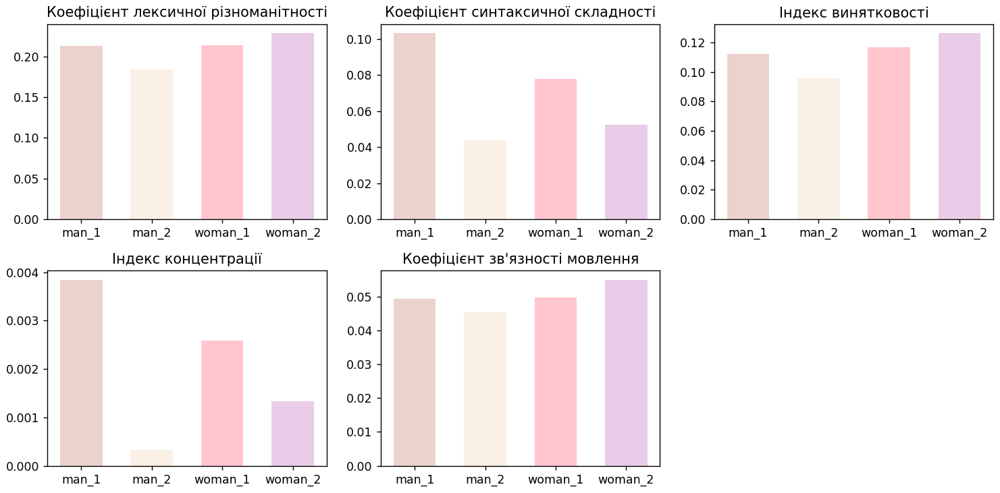 Коефіцієнт лексичної різноманітності
0.20
0.15
0.10
0.05
0.00
man_1 man_2 woman_1 woman_2
Коефіцієнт синтаксичної складності
0.10
0.08
0.06
0.04
0.02
0.00
man_1 man_2 woman_1 woman_2
Індекс винятковості
0.12
0.10
0.08
0.06
0.04
0.02
0.00
man_1 man_2 woman_1 woman_2
Індекс концентрації
0.004
0.003
0.002
0.001
0.000
man_1 man_2 woman_1 woman_2
Коефіцієнт зв'язності мовлення
0.05
0.04
0.03
0.02
0.01
0.00
man_1 man_2 woman_1 woman_2